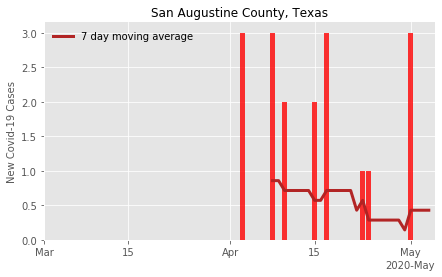 San Augustine County, Texas
7 day moving average
New Covid-19 Cases
3.0
2.5
2.0
1.5
1.0
0.5
0.0
Mar
15
Apr
15
May
2020-May